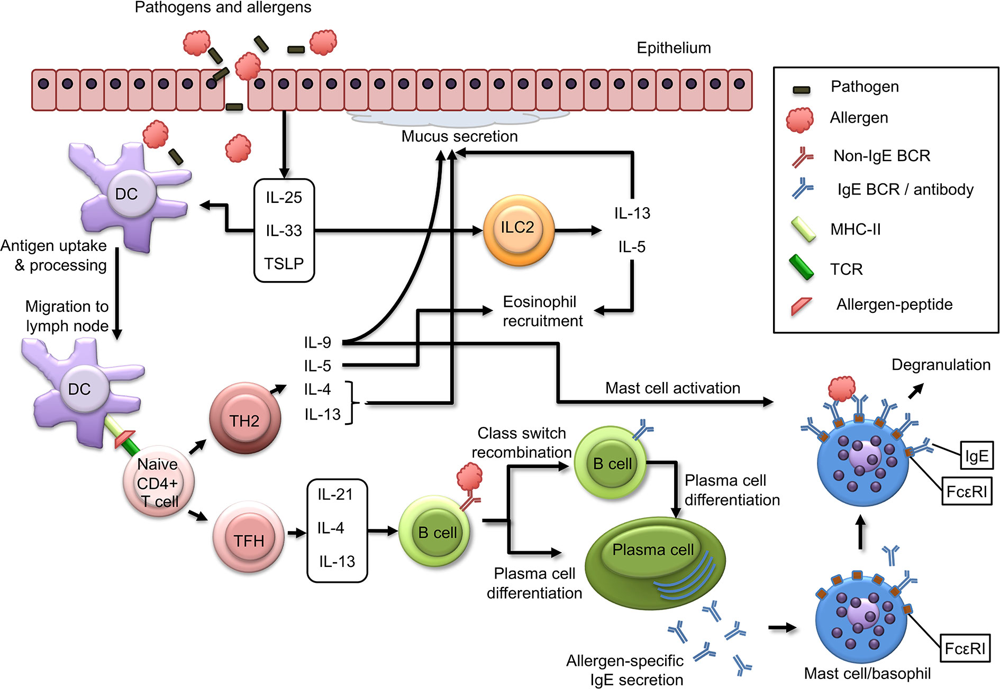 Pathogens and allergens
Epithelium
Pathogen
Allergen
Non-IgE BCR
IgE BCR / antibody
MHC-II
TCR
Allergen-peptide
Mucus secretion
DC
IL-25
IL-33
TSLP
ILC2
IL-13
IL-5
Antigen uptake
& processing
Migration to
lymph node
Eosinophil
recruitment
IL-9
IL-5
IL-4
IL-13
DC
TH2
Mast cell activation
Degranulation
Naive
CD4+
T cell
TFH
IL-21
IL-4
IL-13
B cell
Class switch
recombination
B cell
Plasma cell
differentiation
Plasma cell
Plasma cell
differentiation
IgE
FcεRI
Allergen-specific
IgE secretion
FcεRI
Mast cell/basophil